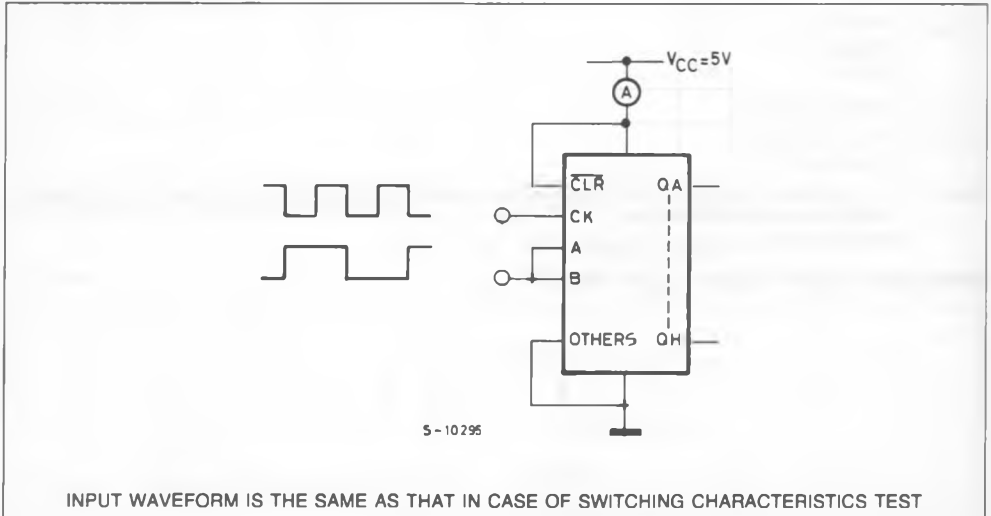 V_CC=5V
A
CLR QA
CK
A
B
OTHERS QH
S-10295
INPUT WAVEFORM IS THE SAME AS THAT IN CASE OF SWITCHING CHARACTERISTICS TEST